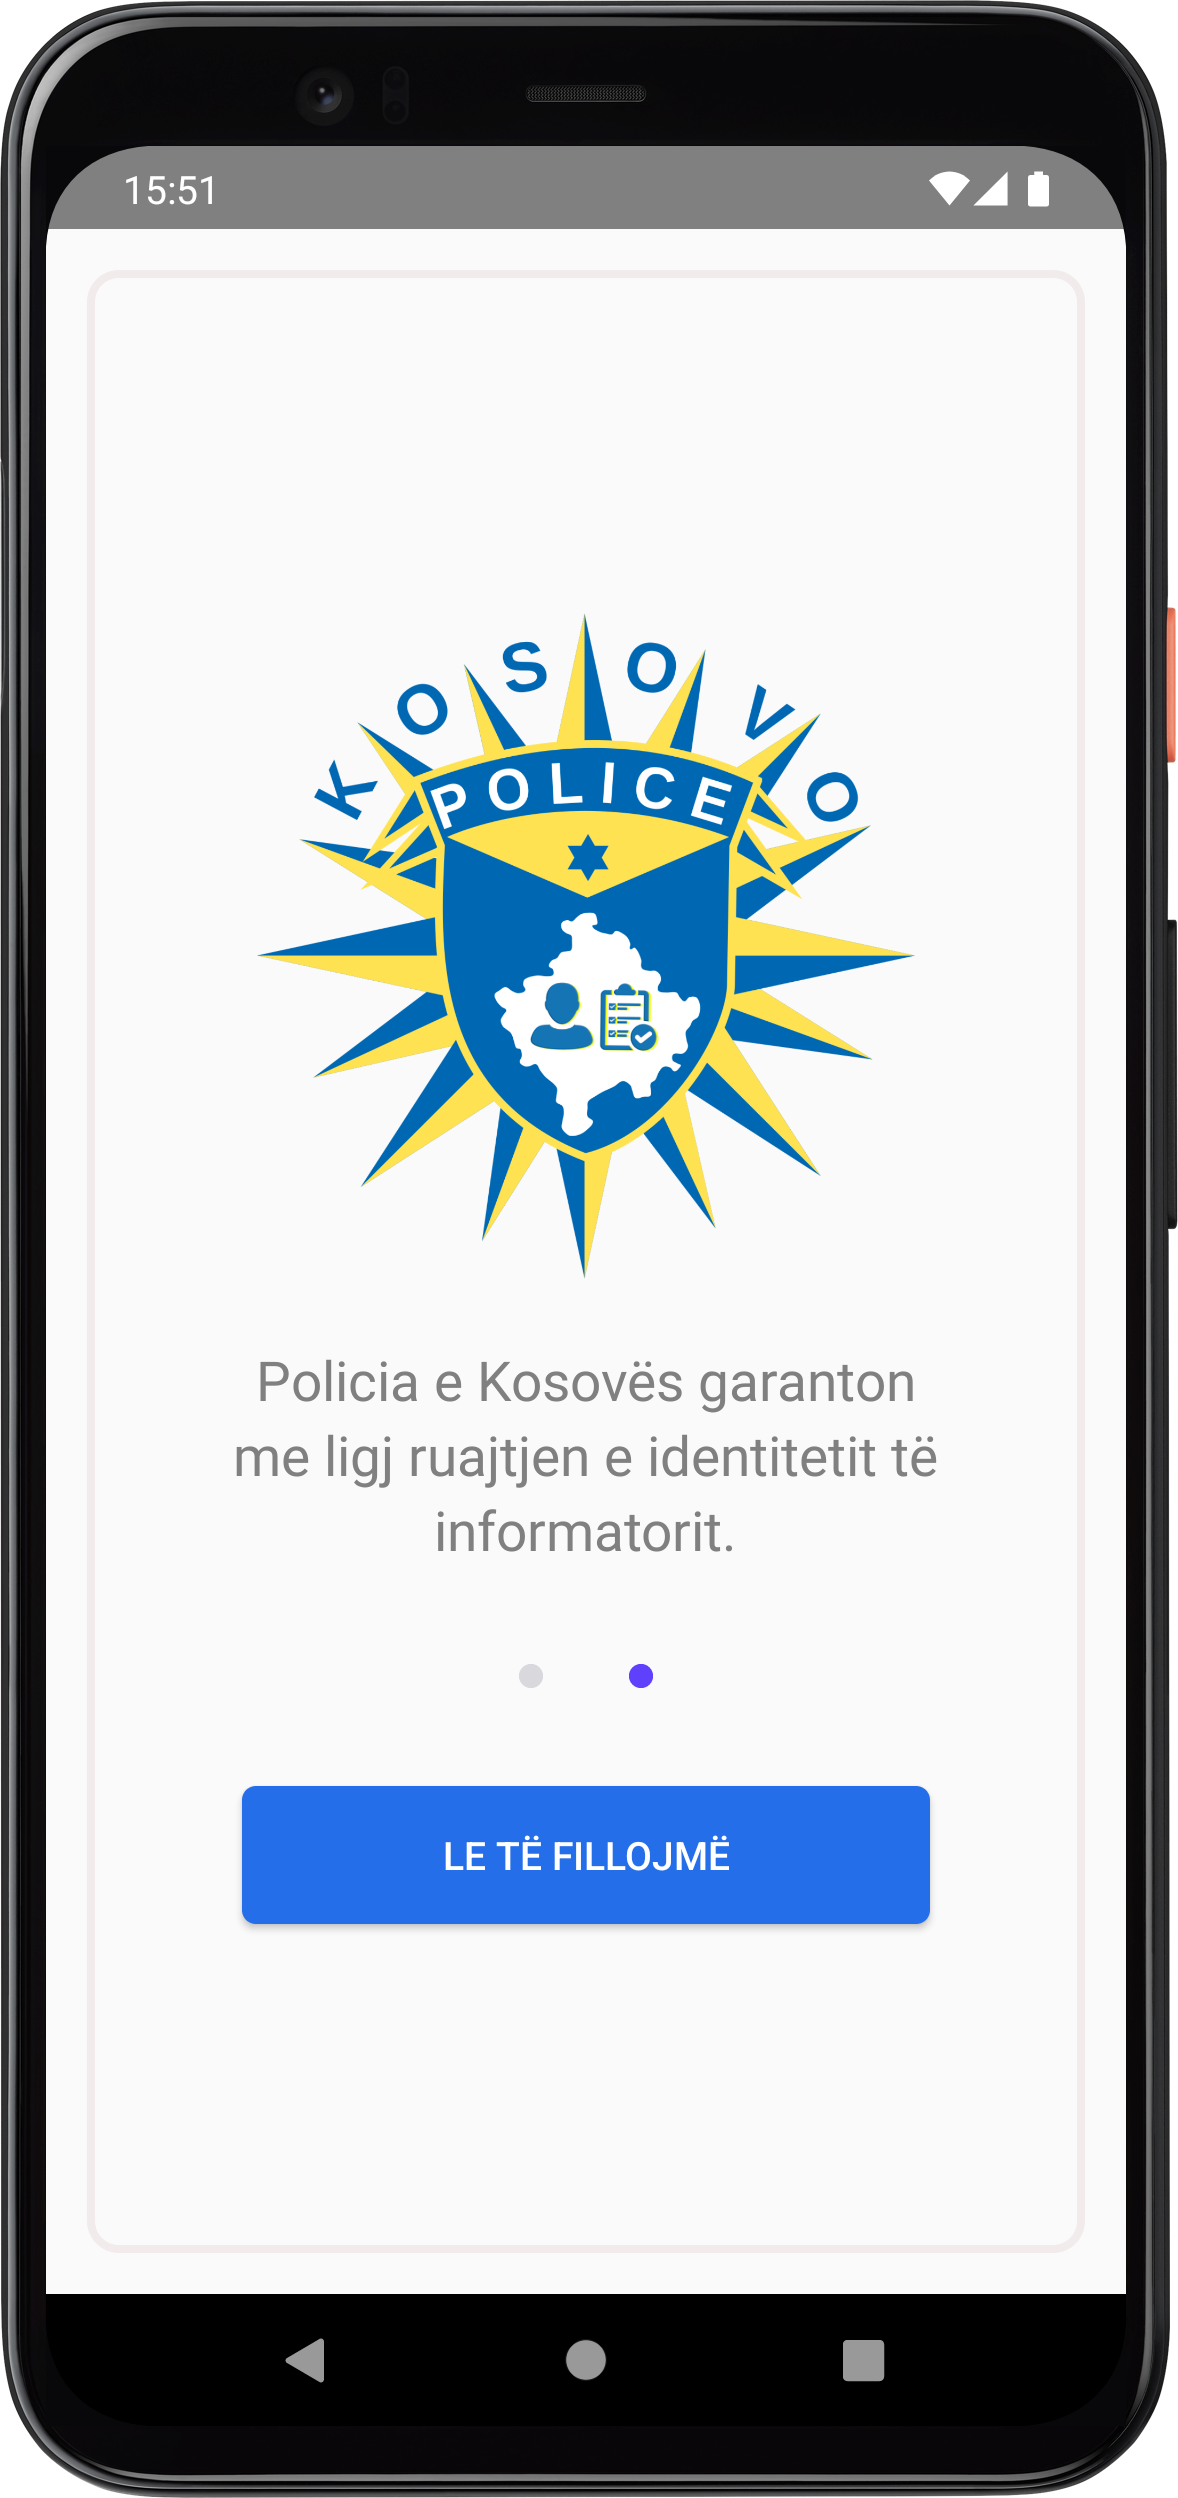 15:51
KOSOVO
POLICE
Policia e Kosovës garanton
me ligj ruajtjen e identitetit të
informatorit.
LE TË FILLOJMË